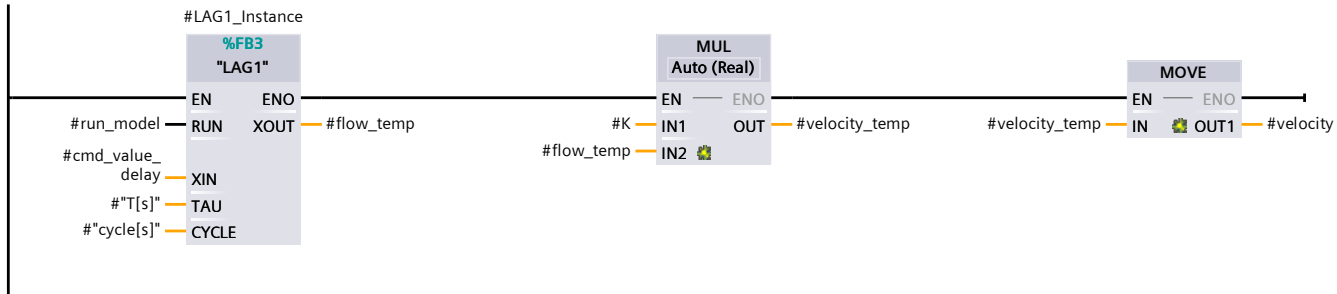 #LAG1_Instance
%FB3
"LAG1"
EN ENO
#run_model RUN XOUT #flow_temp
#cmd_value_
delay XIN
#"T[s]" TAU
#"cycle[s]" CYCLE
MUL
Auto (Real)
EN ENO
#K IN1 OUT #velocity_temp
#flow_temp IN2
MOVE
EN ENO
#velocity_temp IN OUT1 #velocity